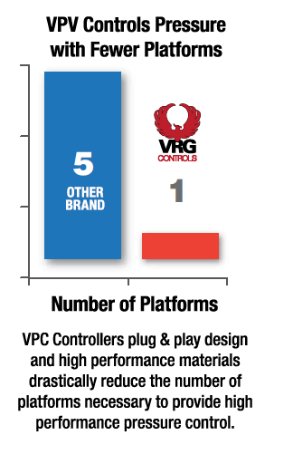 VPV Controls Pressure
with Fewer Platforms
5
OTHER
BRAND
VRG
CONTROLS
1
Number of Platforms
VPC Controllers plug & play design
and high performance materials
drastically reduce the number of
platforms necessary to provide high
performance pressure control.